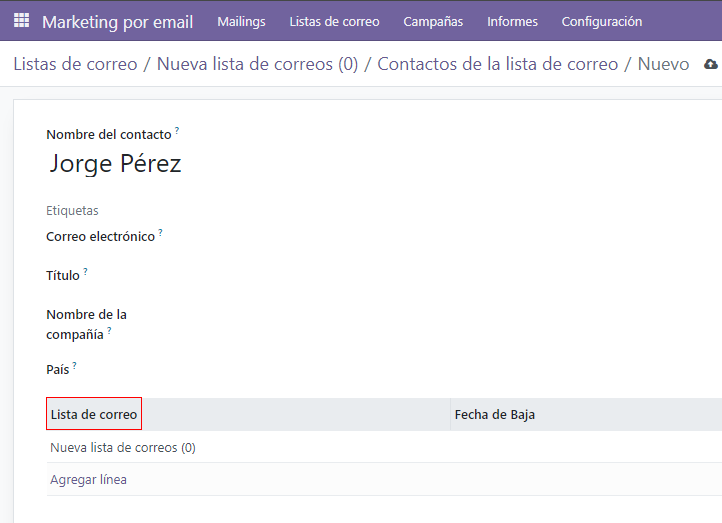 Marketing por email Mailings Listas de correo Campañas Informes Configuración
Listas de correo / Nueva lista de correos (0) / Contactos de la lista de correo / Nuevo
Nombre del contacto ?
Jorge Pérez
Etiquetas
Correo electrónico ?
Título ?
Nombre de la
compañía ?
País ?
Lista de correo Fecha de Baja
Nueva lista de correos (0)
Agregar línea